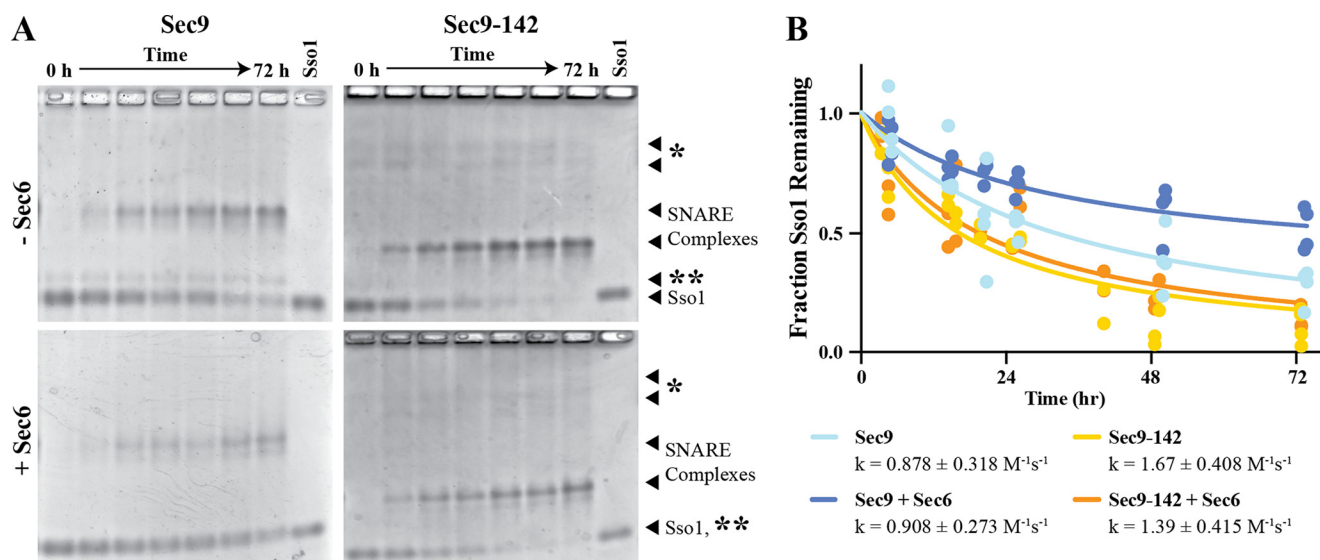 A
Sec9
Sec9-142
Time
Time
0 h
72 h
Sso1
0 h
72 h
Sso1
- Sec6
*
SNARE
Complexes
**
Sso1
+ Sec6
*
SNARE
Complexes
Sso1, **
B
Fraction Sso1 Remaining
1.0
0.5
0.0
0
24
48
72
Time (hr)
Sec9
k = 0.878 ± 0.318 M⁻¹s⁻¹
Sec9-142
k = 1.67 ± 0.408 M⁻¹s⁻¹
Sec9 + Sec6
k = 0.908 ± 0.273 M⁻¹s⁻¹
Sec9-142 + Sec6
k = 1.39 ± 0.415 M⁻¹s⁻¹